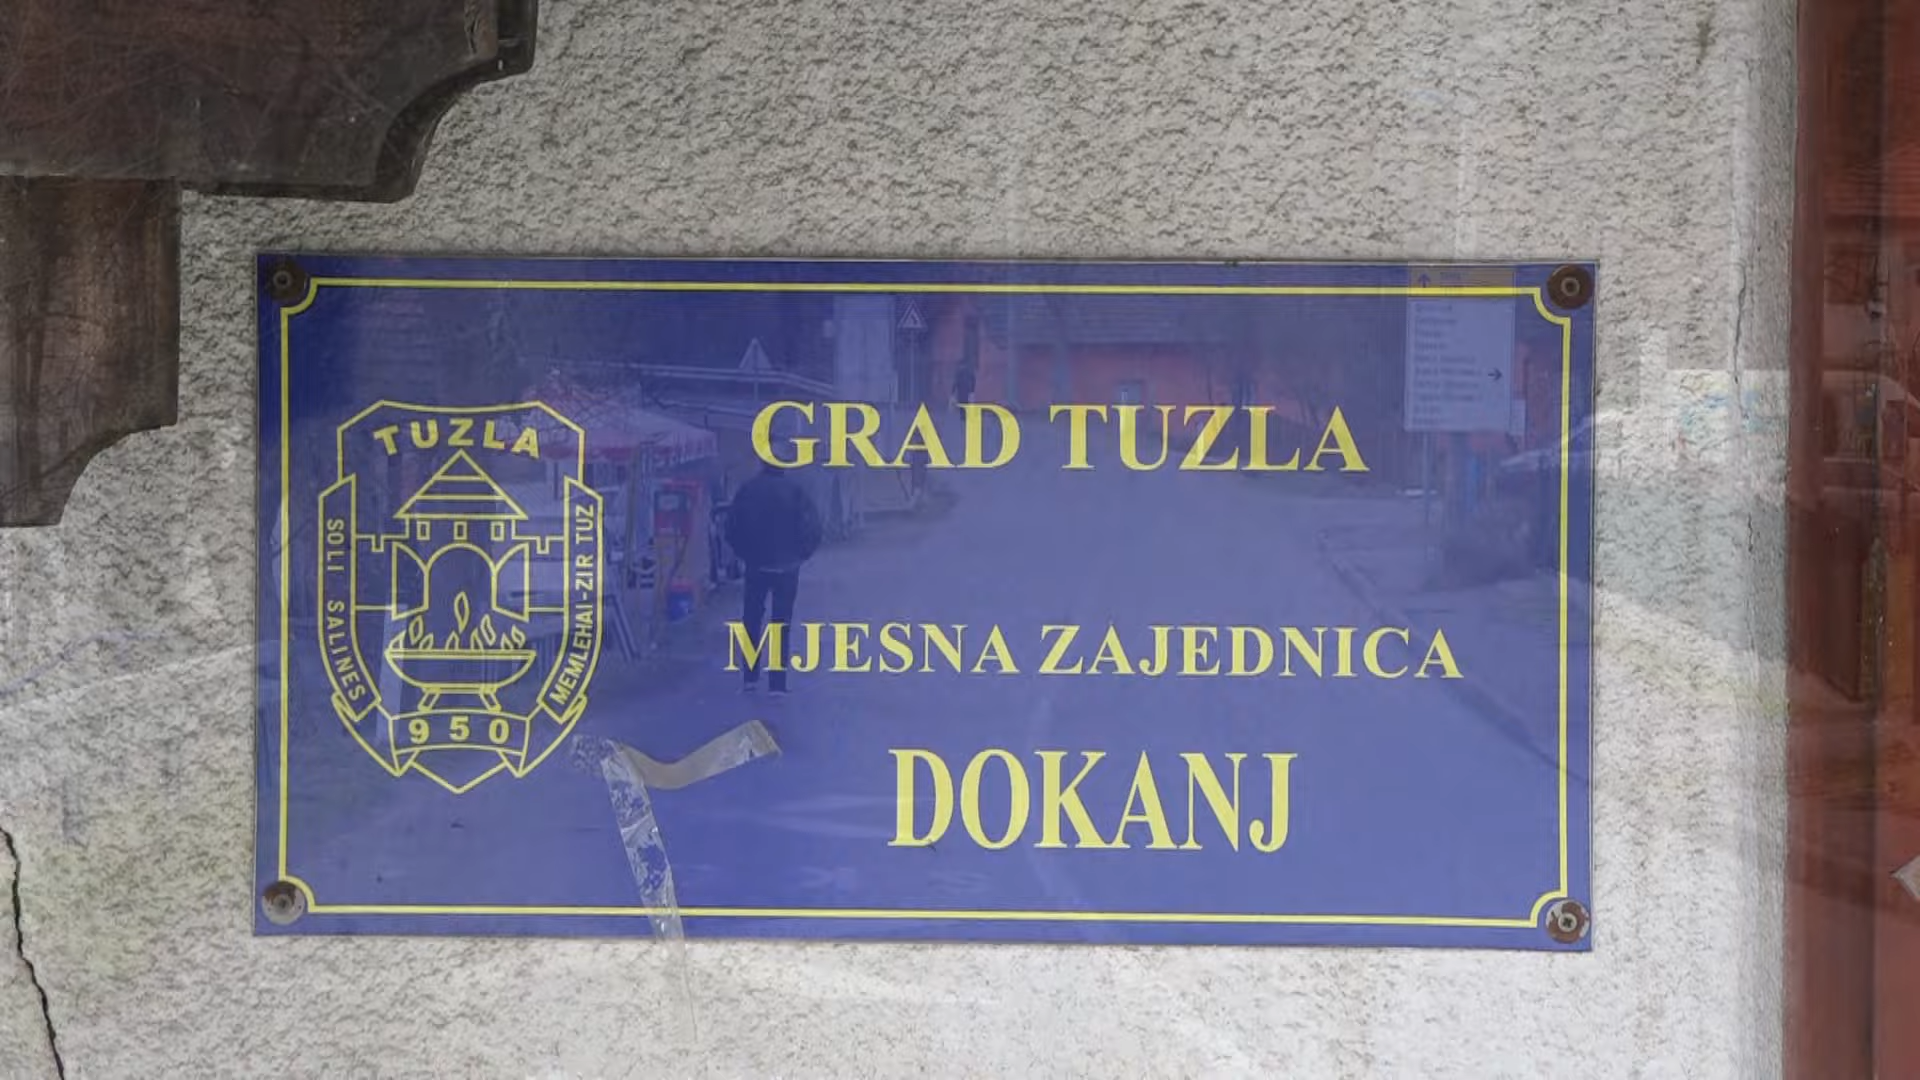 TUZLA
SOLI SALINES
MEMLEHAI-ZIR TUZ
950
GRAD TUZLA
MJESNA ZAJEDNICA
DOKANJ